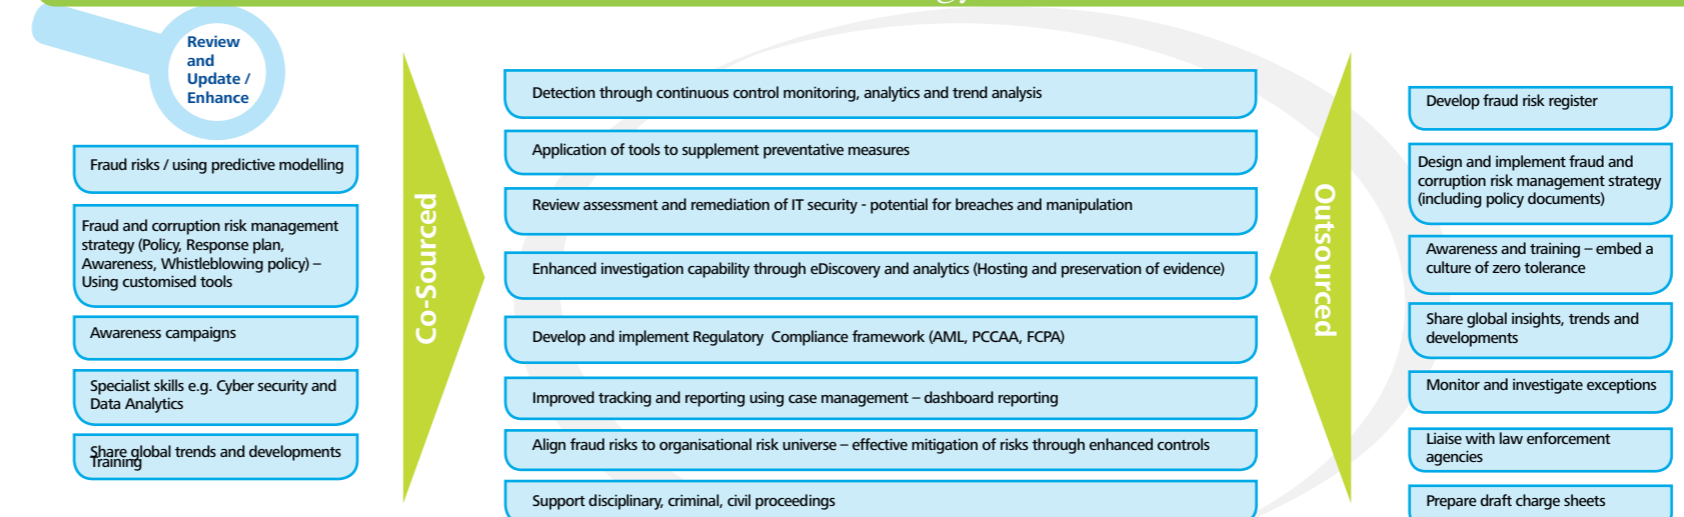 Review
and
Update /
Enhance
Fraud risks / using predictive modelling
Fraud and corruption risk management
strategy (Policy, Response plan,
Awareness, Whistleblowing policy) –
Using customised tools
Awareness campaigns
Specialist skills e.g. Cyber security and
Data Analytics
Share global trends and developments
Training
Co-Sourced
Detection through continuous control monitoring, analytics and trend analysis
Application of tools to supplement preventative measures
Review assessment and remediation of IT security - potential for breaches and manipulation
Enhanced investigation capability through eDiscovery and analytics (Hosting and preservation of evidence)
Develop and implement Regulatory  Compliance framework (AML, PCCAA, FCPA)
Improved tracking and reporting using case management – dashboard reporting
Align fraud risks to organisational risk universe – effective mitigation of risks through enhanced controls
Support disciplinary, criminal, civil proceedings
Outsourced
Develop fraud risk register
Design and implement fraud and
corruption risk management strategy
(including policy documents)
Awareness and training – embed a
culture of zero tolerance
Share global insights, trends and
developments
Monitor and investigate exceptions
Liaise with law enforcement
agencies
Prepare draft charge sheets